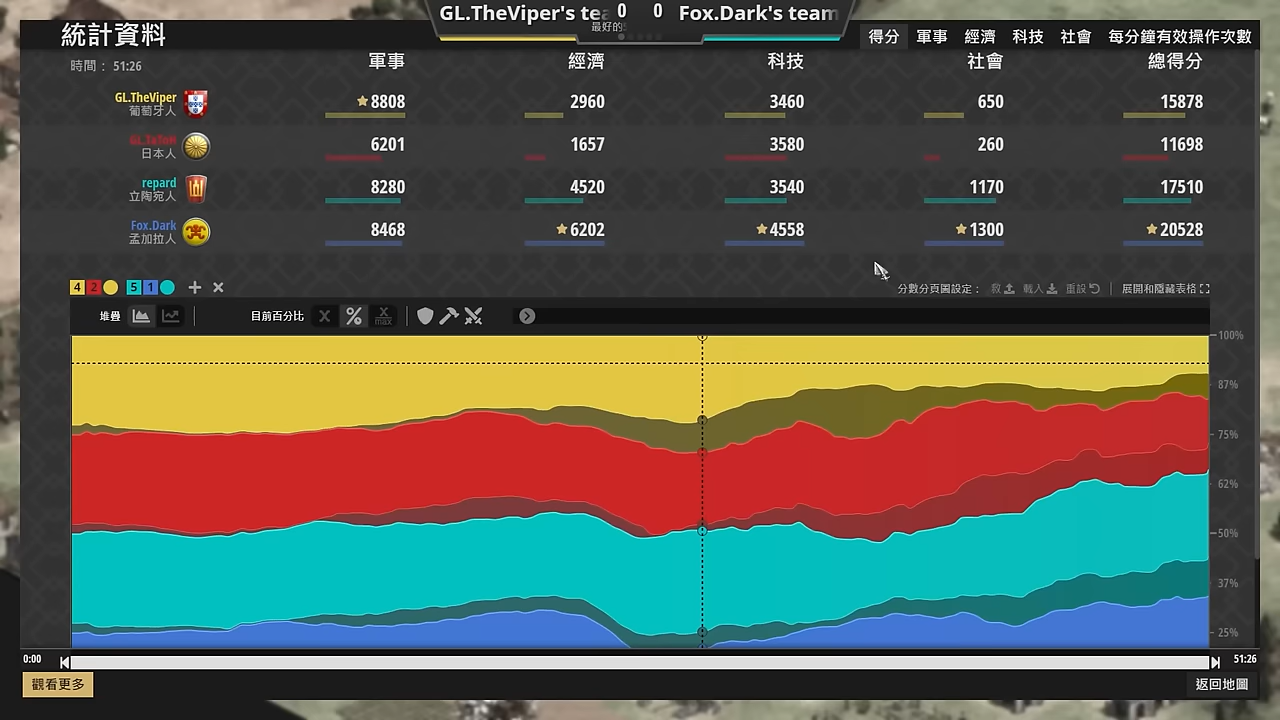 GL.TheViper's te
0 0
Fox.Dark's team
最好的
統計資料
得分 軍事 經濟 科技 社會 每分鐘有效操作次數
時間： 51:26
軍事 經濟 科技 社會 總得分
GL.TheViper
葡萄牙人
8808 2960 3460 650 15878
GL.TaToH
日本人
6201 1657 3580 260 11698
repard
立陶宛人
8280 4520 3540 1170 17510
Fox.Dark
孟加拉人
8468 6202 4558 1300 20528
4 2 5 1
分數分頁圖設定： 載入 重設 | 展開和隱藏表格
堆疊 目前百分比 X % X max
100%
87%
75%
62%
50%
37%
25%
0:00 51:26
觀看更多 返回地圖